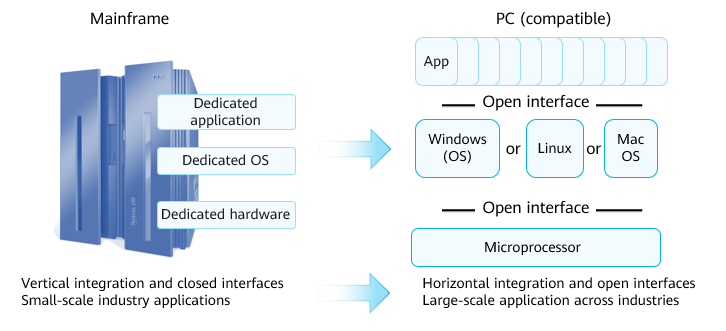 Mainframe
PC (compatible)
Dedicated
application
Dedicated OS
Dedicated hardware
App
Open interface
Windows
(OS)
or
Linux
or
Mac
OS
Open interface
Microprocessor
Vertical integration and closed interfaces
Small-scale industry applications
Horizontal integration and open interfaces
Large-scale application across industries